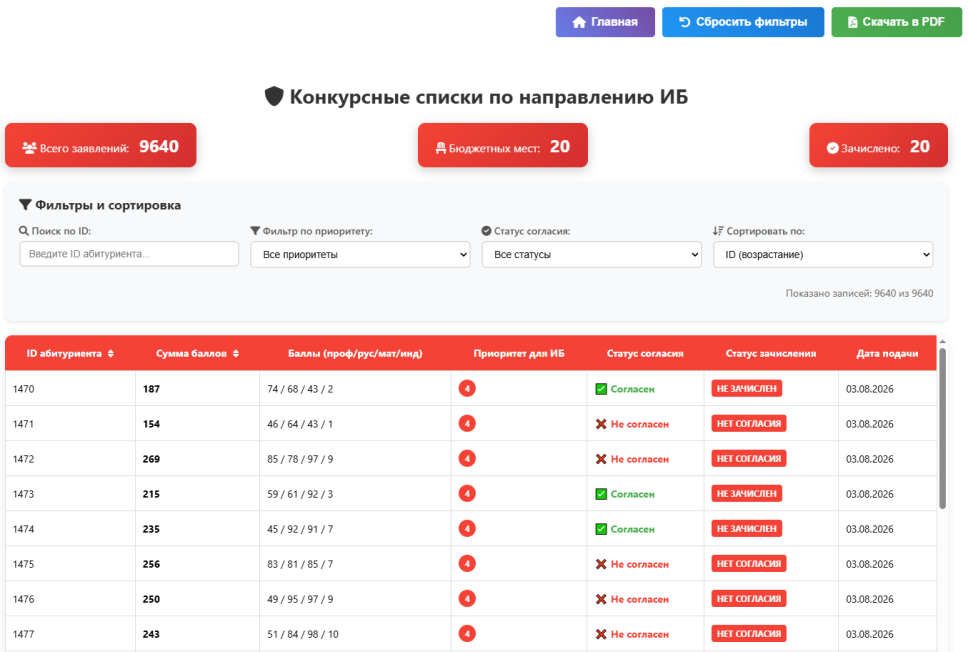 Главная Сбросить фильтры Скачать в PDF
Конкурсные списки по направлению ИБ
Всего заявлений: 9640 Бюджетных мест: 20 Зачислено: 20
Фильтры и сортировка
Поиск по ID: Фильтр по приоритету: Статус согласия: Сортировать по:
Введите ID абитуриента... Все приоритеты Все статусы ID (возрастание)
Показано записей: 9640 из 9640
ID абитуриента Сумма баллов Баллы (проф/рус/мат/инд) Приоритет для ИБ Статус согласия Статус зачисления Дата подачи
1470 187 74 / 68 / 43 / 2 4 Согласен НЕ ЗАЧИСЛЕН 03.08.2026
1471 154 46 / 64 / 43 / 1 4 Не согласен НЕТ СОГЛАСИЯ 03.08.2026
1472 269 85 / 78 / 97 / 9 4 Не согласен НЕТ СОГЛАСИЯ 03.08.2026
1473 215 59 / 61 / 92 / 3 4 Согласен НЕ ЗАЧИСЛЕН 03.08.2026
1474 235 45 / 92 / 91 / 7 4 Согласен НЕ ЗАЧИСЛЕН 03.08.2026
1475 256 83 / 81 / 85 / 7 4 Не согласен НЕТ СОГЛАСИЯ 03.08.2026
1476 250 49 / 95 / 97 / 9 4 Не согласен НЕТ СОГЛАСИЯ 03.08.2026
1477 243 51 / 84 / 98 / 10 4 Не согласен НЕТ СОГЛАСИЯ 03.08.2026